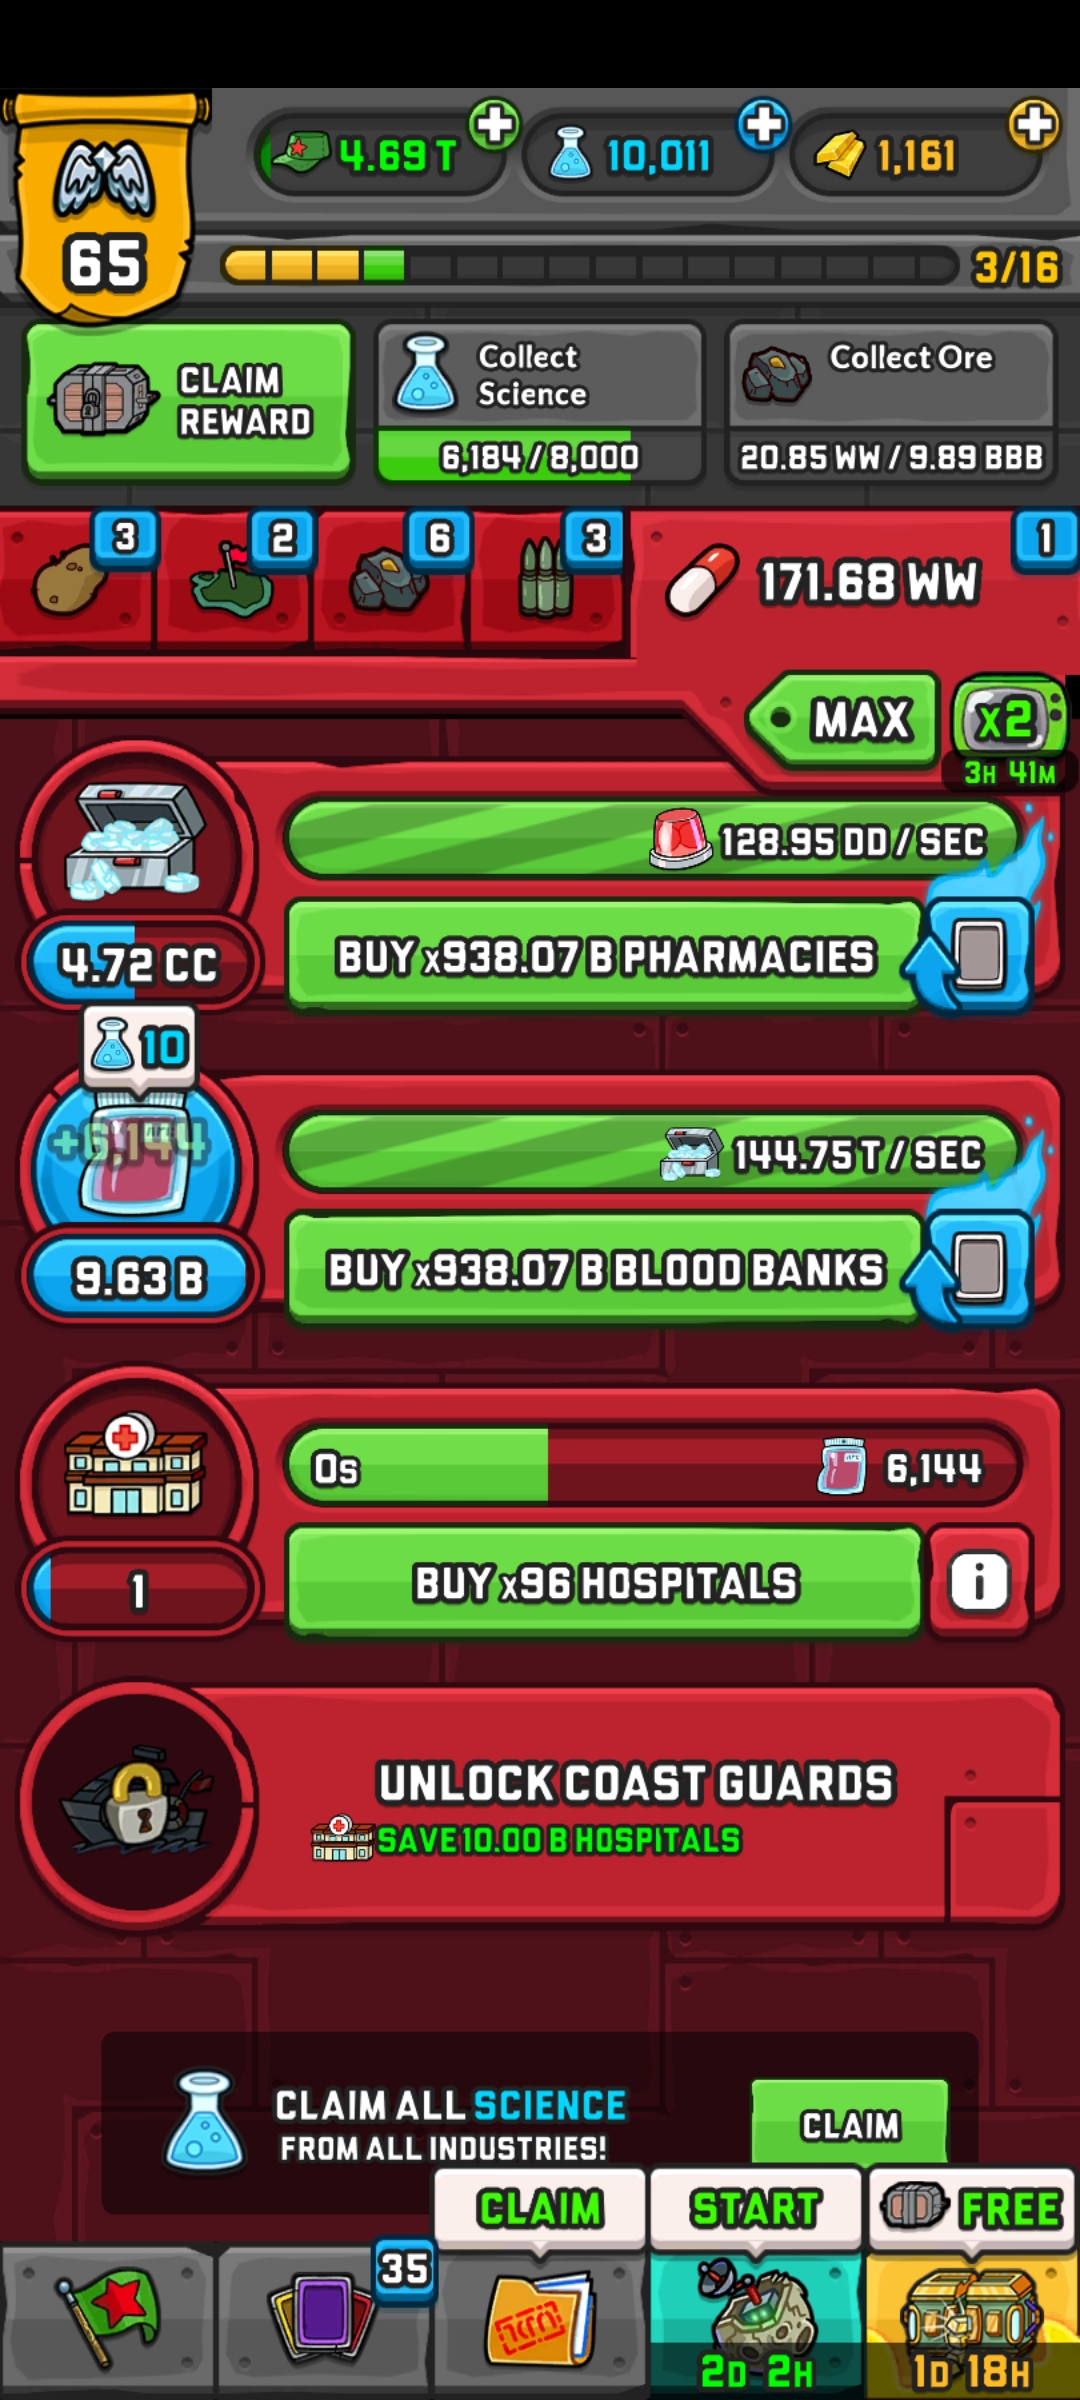 4.69 T
10,011
1,161
65
3/16
CLAIM
REWARD
Collect
Science
6,184 / 8,000
Collect Ore
20.85 WW / 9.89 BBB
3
2
6
3
1
171.68 WW
MAX
x2
3H 41M
128.95 DD / SEC
BUY x938.07 B PHARMACIES
4.72 CC
10
+6,144
144.75 T / SEC
BUY x938.07 B BLOOD BANKS
9.63 B
0s
6,144
BUY x96 HOSPITALS
i
1
UNLOCK COAST GUARDS
SAVE 10.00 B HOSPITALS
CLAIM ALL SCIENCE
FROM ALL INDUSTRIES!
CLAIM
CLAIM
START
FREE
35
2D 2H
1D 18H